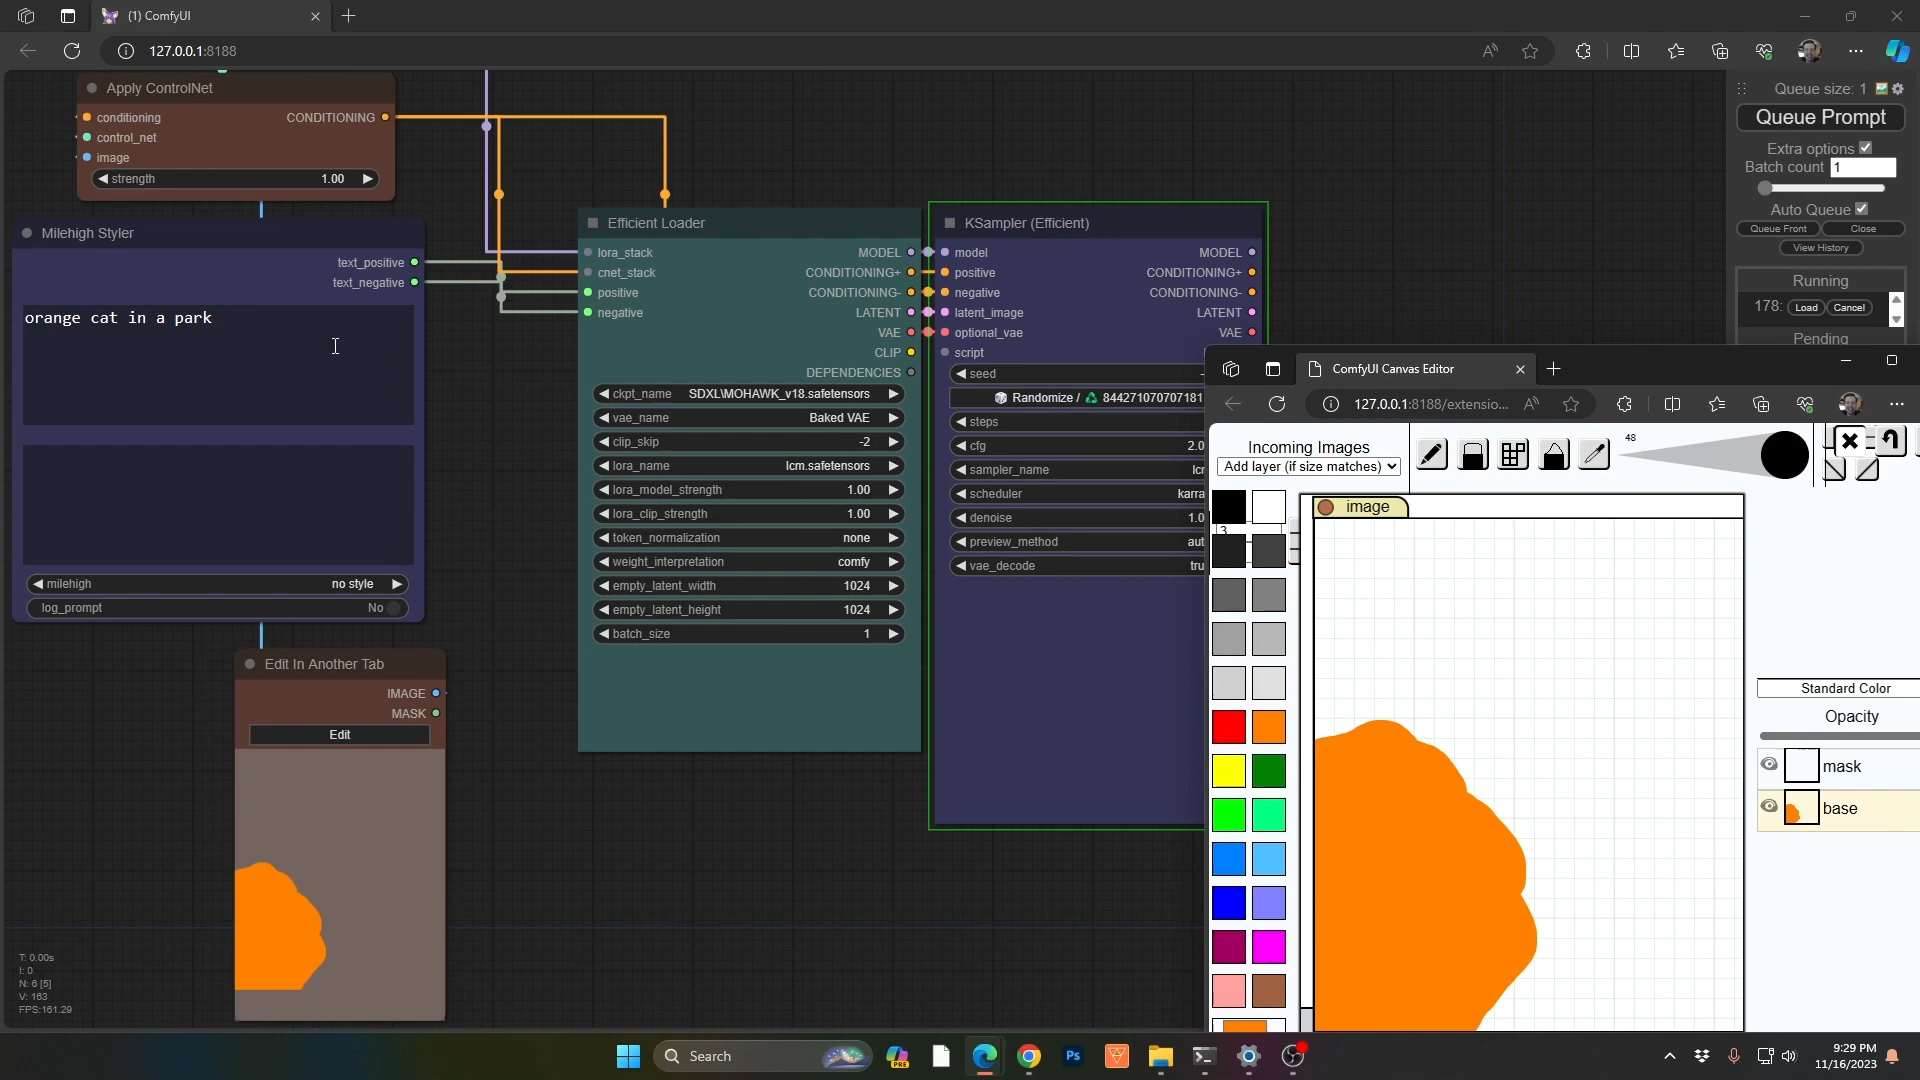 (1) ComfyUI
127.0.0.1:8188
Apply ControlNet
conditioning
CONDITIONING
control_net
image
strength
1.00
Milehigh Styler
text_positive
text_negative
orange cat in a park
milehigh
no style
log_prompt
No
Edit In Another Tab
IMAGE
MASK
Edit
T: 0.00s
I: 0
N: 6 [5]
V: 163
FPS:161.29
Efficient Loader
lora_stack
MODEL
cnet_stack
CONDITIONING+
positive
CONDITIONING-
negative
LATENT
VAE
CLIP
DEPENDENCIES
ckpt_name
SDXL\MOHAWK_v18.safetensors
vae_name
Baked VAE
clip_skip
-2
lora_name
lcm.safetensors
lora_model_strength
1.00
lora_clip_strength
1.00
token_normalization
none
weight_interpretation
comfy
empty_latent_width
1024
empty_latent_height
1024
batch_size
1
KSampler (Efficient)
model
MODEL
positive
CONDITIONING+
negative
CONDITIONING-
latent_image
LATENT
optional_vae
VAE
script
seed
Randomize / 844271070707181
steps
cfg
2.0
sampler_name
lcr
scheduler
karra
denoise
1.0
preview_method
aut
vae_decode
tru
Queue size: 1
Queue Prompt
Extra options
Batch count 1
Auto Queue
Queue Front
Close
View History
Running
178: Load Cancel
Pending
ComfyUI Canvas Editor
127.0.0.1:8188/extensio...
Incoming Images
Add layer (if size matches)
48
3
image
Standard Color
Opacity
mask
base
Search
PRE
Ps
9:29 PM
11/16/2023